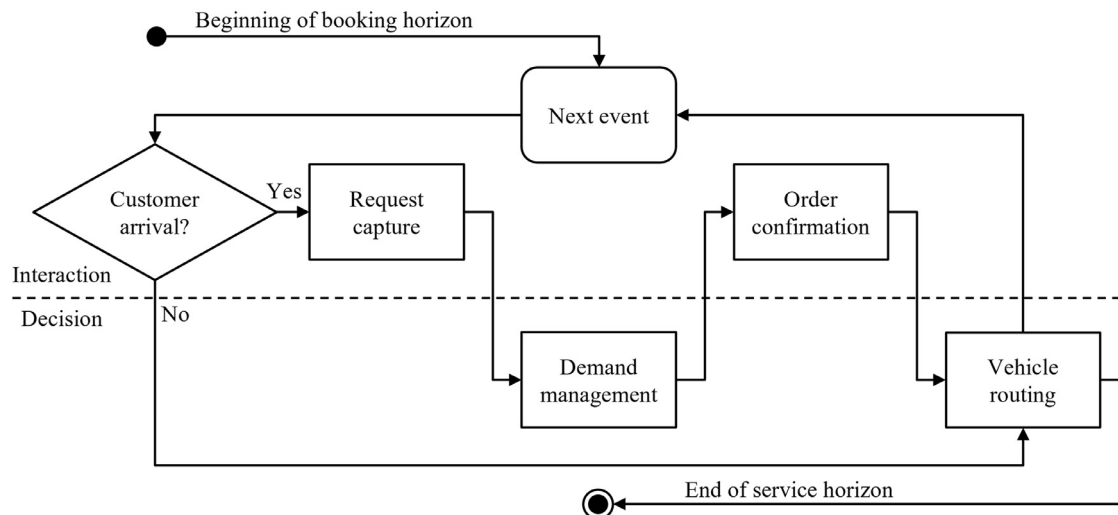 Beginning of booking horizon
Next event
Customer
arrival?
Yes
Request
capture
Order
confirmation
Interaction
Decision
No
Demand
management
Vehicle
routing
End of service horizon